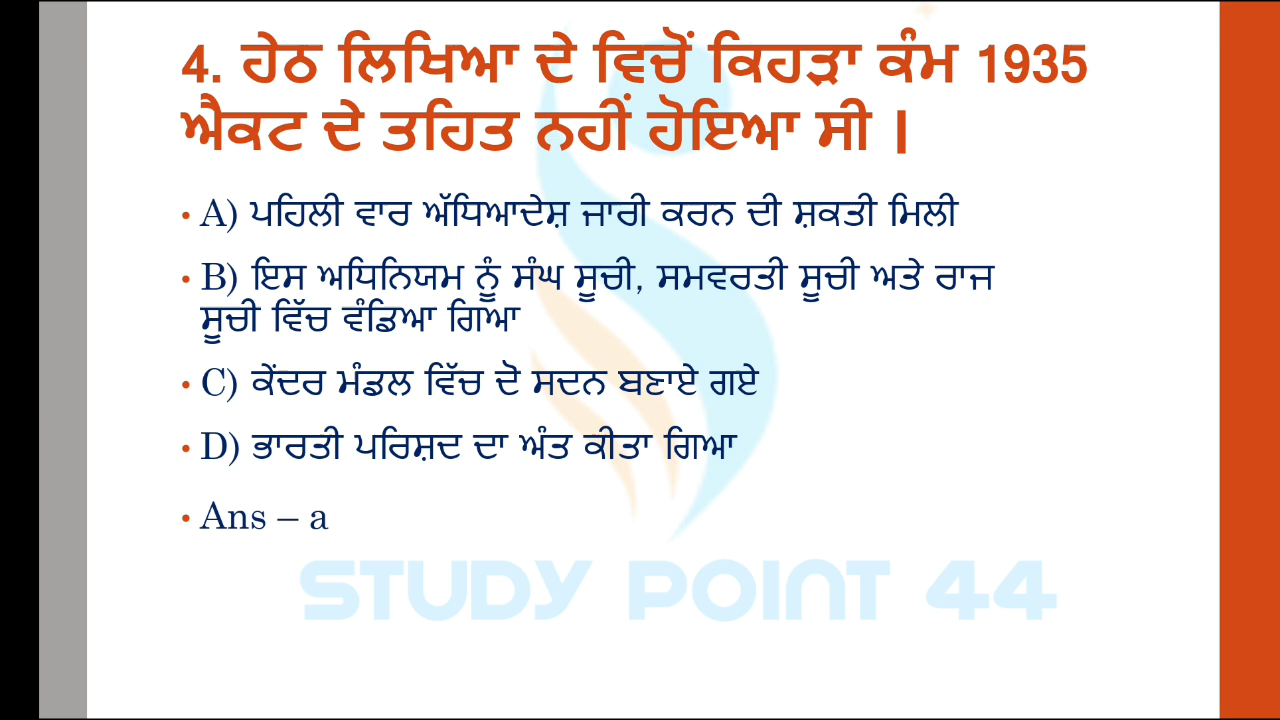 4. ਹੇਠ ਲਿਖਿਆ ਦੇ ਵਿਚੋਂ ਕਿਹੜਾ ਕੰਮ 1935
ਐਕਟ ਦੇ ਤਹਿਤ ਨਹੀਂ ਹੋਇਆ ਸੀ ।
• A) ਪਹਿਲੀ ਵਾਰ ਅੱਧਿਆਦੇਸ਼ ਜਾਰੀ ਕਰਨ ਦੀ ਸ਼ਕਤੀ ਮਿਲੀ
• B) ਇਸ ਅਧਿਨਿਯਮ ਨੂੰ ਸੰਘ ਸੂਚੀ, ਸਮਵਰਤੀ ਸੂਚੀ ਅਤੇ ਰਾਜ
ਸੂਚੀ ਵਿੱਚ ਵੰਡਿਆ ਗਿਆ
• C) ਕੇਂਦਰ ਮੰਡਲ ਵਿੱਚ ਦੋ ਸਦਨ ਬਣਾਏ ਗਏ
• D) ਭਾਰਤੀ ਪਰਿਸ਼ਦ ਦਾ ਅੰਤ ਕੀਤਾ ਗਿਆ
• Ans – a
STUDY POINT 44